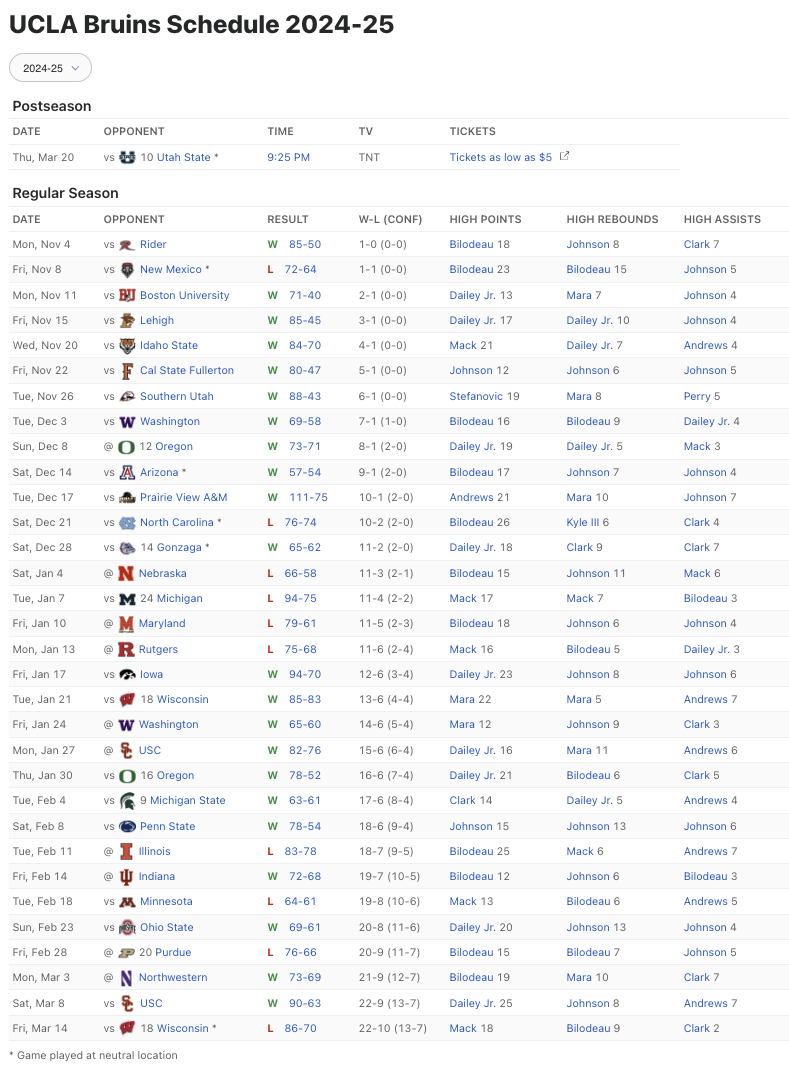 UCLA Bruins Schedule 2024-25
2024-25
Postseason
DATE OPPONENT TIME TV TICKETS
Thu, Mar 20 vs 10 Utah State * 9:25 PM TNT Tickets as low as $5
Regular Season
DATE OPPONENT RESULT W-L (CONF) HIGH POINTS HIGH REBOUNDS HIGH ASSISTS
Mon, Nov 4 vs Rider W 85-50 1-0 (0-0) Bilodeau 18 Johnson 8 Clark 7
Fri, Nov 8 vs New Mexico * L 72-64 1-1 (0-0) Bilodeau 23 Bilodeau 15 Johnson 5
Mon, Nov 11 vs Boston University W 71-40 2-1 (0-0) Dailey Jr. 13 Mara 7 Johnson 4
Fri, Nov 15 vs Lehigh W 85-45 3-1 (0-0) Dailey Jr. 17 Dailey Jr. 10 Johnson 4
Wed, Nov 20 vs Idaho State W 84-70 4-1 (0-0) Mack 21 Dailey Jr. 7 Andrews 4
Fri, Nov 22 vs Cal State Fullerton W 80-47 5-1 (0-0) Johnson 12 Johnson 6 Johnson 5
Tue, Nov 26 vs Southern Utah W 88-43 6-1 (0-0) Stefanovic 19 Mara 8 Perry 5
Tue, Dec 3 vs Washington W 69-58 7-1 (1-0) Bilodeau 16 Bilodeau 9 Dailey Jr. 4
Sun, Dec 8 @ 12 Oregon W 73-71 8-1 (2-0) Dailey Jr. 19 Dailey Jr. 5 Mack 3
Sat, Dec 14 vs Arizona * W 57-54 9-1 (2-0) Bilodeau 17 Johnson 7 Johnson 4
Tue, Dec 17 vs Prairie View A&M W 111-75 10-1 (2-0) Andrews 21 Mara 10 Johnson 7
Sat, Dec 21 vs North Carolina * L 76-74 10-2 (2-0) Bilodeau 26 Kyle III 6 Clark 4
Sat, Dec 28 vs 14 Gonzaga * W 65-62 11-2 (2-0) Dailey Jr. 18 Clark 9 Clark 7
Sat, Jan 4 @ Nebraska L 66-58 11-3 (2-1) Bilodeau 15 Johnson 11 Mack 6
Tue, Jan 7 vs 24 Michigan L 94-75 11-4 (2-2) Mack 17 Mack 7 Bilodeau 3
Fri, Jan 10 @ Maryland L 79-61 11-5 (2-3) Bilodeau 18 Johnson 6 Johnson 4
Mon, Jan 13 @ Rutgers L 75-68 11-6 (2-4) Mack 16 Bilodeau 5 Dailey Jr. 3
Fri, Jan 17 vs Iowa W 94-70 12-6 (3-4) Dailey Jr. 23 Johnson 8 Johnson 6
Tue, Jan 21 vs 18 Wisconsin W 85-83 13-6 (4-4) Mara 22 Mara 5 Andrews 7
Fri, Jan 24 @ Washington W 65-60 14-6 (5-4) Mara 12 Johnson 9 Clark 3
Mon, Jan 27 @ USC W 82-76 15-6 (6-4) Dailey Jr. 16 Mara 11 Andrews 6
Thu, Jan 30 vs 16 Oregon W 78-52 16-6 (7-4) Dailey Jr. 21 Bilodeau 6 Clark 5
Tue, Feb 4 vs 9 Michigan State W 63-61 17-6 (8-4) Clark 14 Dailey Jr. 5 Andrews 4
Sat, Feb 8 vs Penn State W 78-54 18-6 (9-4) Johnson 15 Johnson 13 Johnson 6
Tue, Feb 11 @ Illinois L 83-78 18-7 (9-5) Bilodeau 25 Mack 6 Andrews 7
Fri, Feb 14 @ Indiana W 72-68 19-7 (10-5) Bilodeau 12 Johnson 6 Bilodeau 3
Tue, Feb 18 vs Minnesota L 64-61 19-8 (10-6) Mack 13 Bilodeau 6 Andrews 5
Sun, Feb 23 vs Ohio State W 69-61 20-8 (11-6) Dailey Jr. 20 Johnson 13 Johnson 4
Fri, Feb 28 @ 20 Purdue L 76-66 20-9 (11-7) Bilodeau 15 Bilodeau 7 Johnson 5
Mon, Mar 3 @ Northwestern W 73-69 21-9 (12-7) Bilodeau 19 Mara 10 Clark 7
Sat, Mar 8 vs USC W 90-63 22-9 (13-7) Dailey Jr. 25 Johnson 8 Andrews 7
Fri, Mar 14 vs 18 Wisconsin * L 86-70 22-10 (13-7) Mack 18 Bilodeau 9 Clark 2
* Game played at neutral location